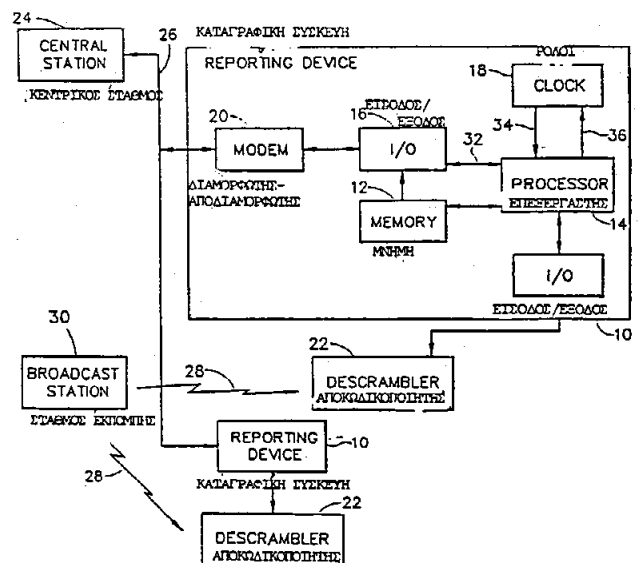 24
CENTRAL
STATION
ΚΕΝΤΡΙΚΟΣ ΣΤΑΘΜΟΣ
26
ΚΑΤΑΓΡΑΦΙΚΗ ΣΥΣΚΕΥΗ
REPORTING DEVICE
ΡΟΛΟΙ
18
CLOCK
34
36
ΕΙΣΟΔΟΣ/
ΕΞΟΔΟΣ
16
I/O
20
MODEM
ΔΙΑΜΟΡΦΩΤΗΣ-
ΑΠΟΔΙΑΜΟΡΦΩΤΗΣ
32
12
MEMORY
ΜΝΗΜΗ
PROCESSOR
ΕΠΕΞΕΡΓΑΣΤΗΣ
14
I/O
ΕΙΣΟΔΟΣ/ΕΞΟΔΟΣ
10
30
BROADCAST
STATION
ΣΤΑΘΜΟΣ ΕΚΠΟΜΠΗΣ
28
22
DESCRAMBLER
ΑΠΟΚΩΔΙΚΟΠΟΙΗΤΗΣ
REPORTING
DEVICE
10
ΚΑΤΑΓΡΑΦΙΚΗ ΣΥΣΚΕΥΗ
28
22
DESCRAMBLER
ΑΠΟΚΩΔΙΚΟΠΟΙΗΤΗΣ